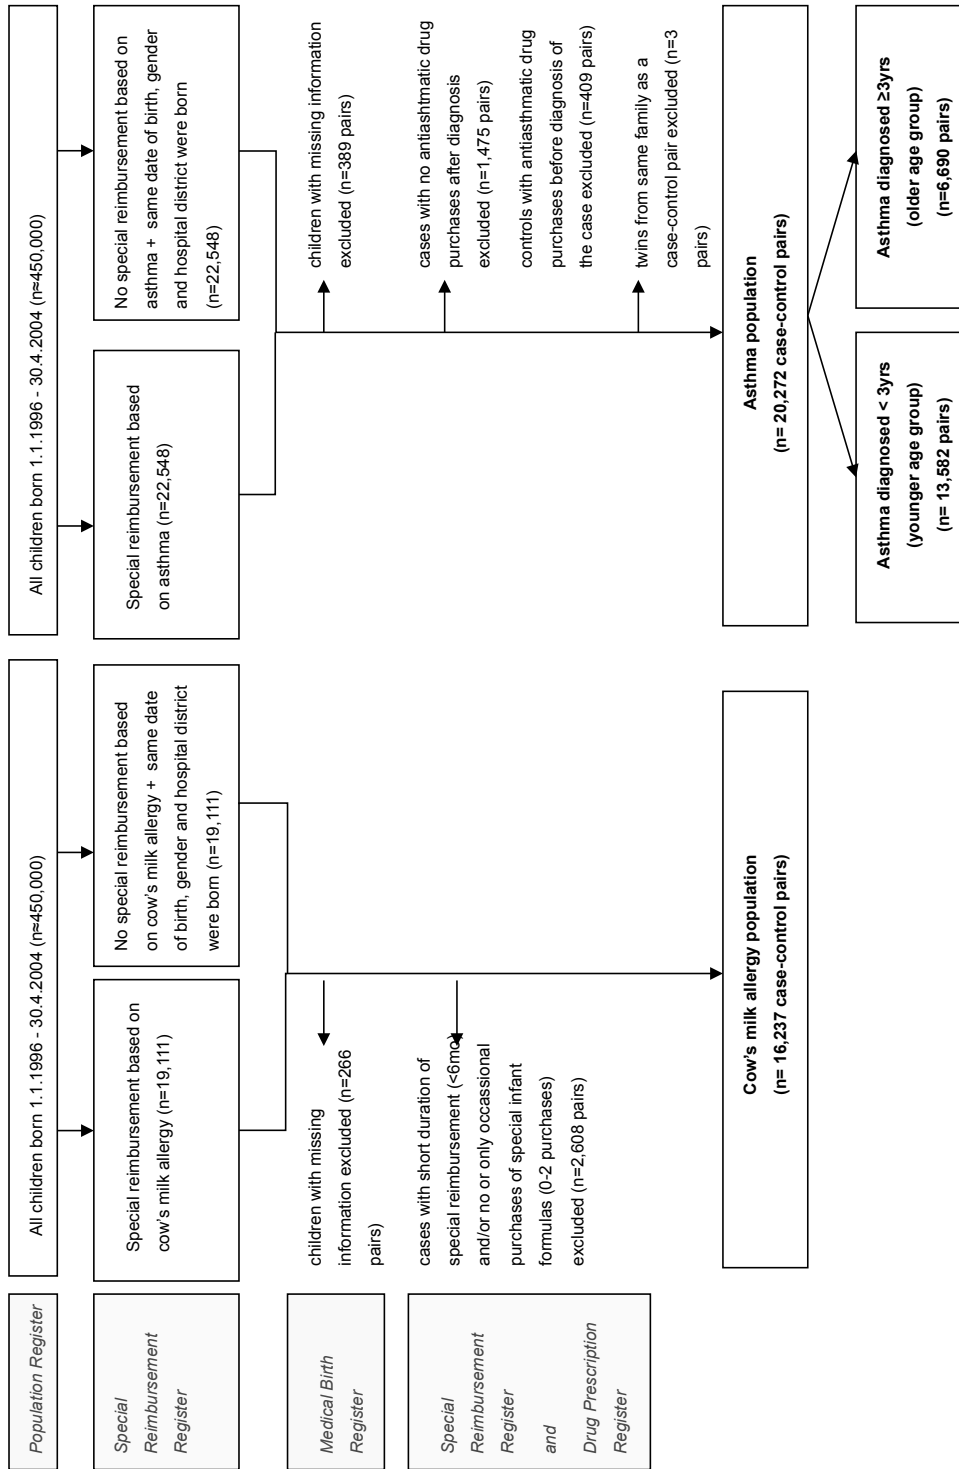 Population Register
Special
Reimbursement
Register
Medical Birth
Register
Special
Reimbursement
Register
and
Drug Prescription
Register
All children born 1.1.1996 - 30.4.2004 (n≈450,000)
Special reimbursement based on
cow's milk allergy (n=19,111)
No special reimbursement based
on cow's milk allergy + same date
of birth, gender and hospital district
were born (n=19,111)
children with missing
information excluded (n=266
pairs)
cases with short duration of
special reimbursement (<6mo)
and/or no or only occassional
purchases of special infant
formulas (0-2 purchases)
excluded (n=2,608 pairs)
Cow's milk allergy population
(n= 16,237 case-control pairs)
All children born 1.1.1996 - 30.4.2004 (n≈450,000)
Special reimbursement based
on asthma (n=22,548)
No special reimbursement based on
asthma + same date of birth, gender
and hospital district were born
(n=22,548)
children with missing information
excluded (n=389 pairs)
cases with no antiashtmatic drug
purchases after diagnosis
excluded (n=1,475 pairs)
controls with antiasthmatic drug
purchases before diagnosis of
the case excluded (n=409 pairs)
twins from same family as a
case-control pair excluded (n=3
pairs)
Asthma population
(n= 20,272 case-control pairs)
Asthma diagnosed < 3yrs
(younger age group)
(n= 13,582 pairs)
Asthma diagnosed ≥3yrs
(older age group)
(n=6,690 pairs)